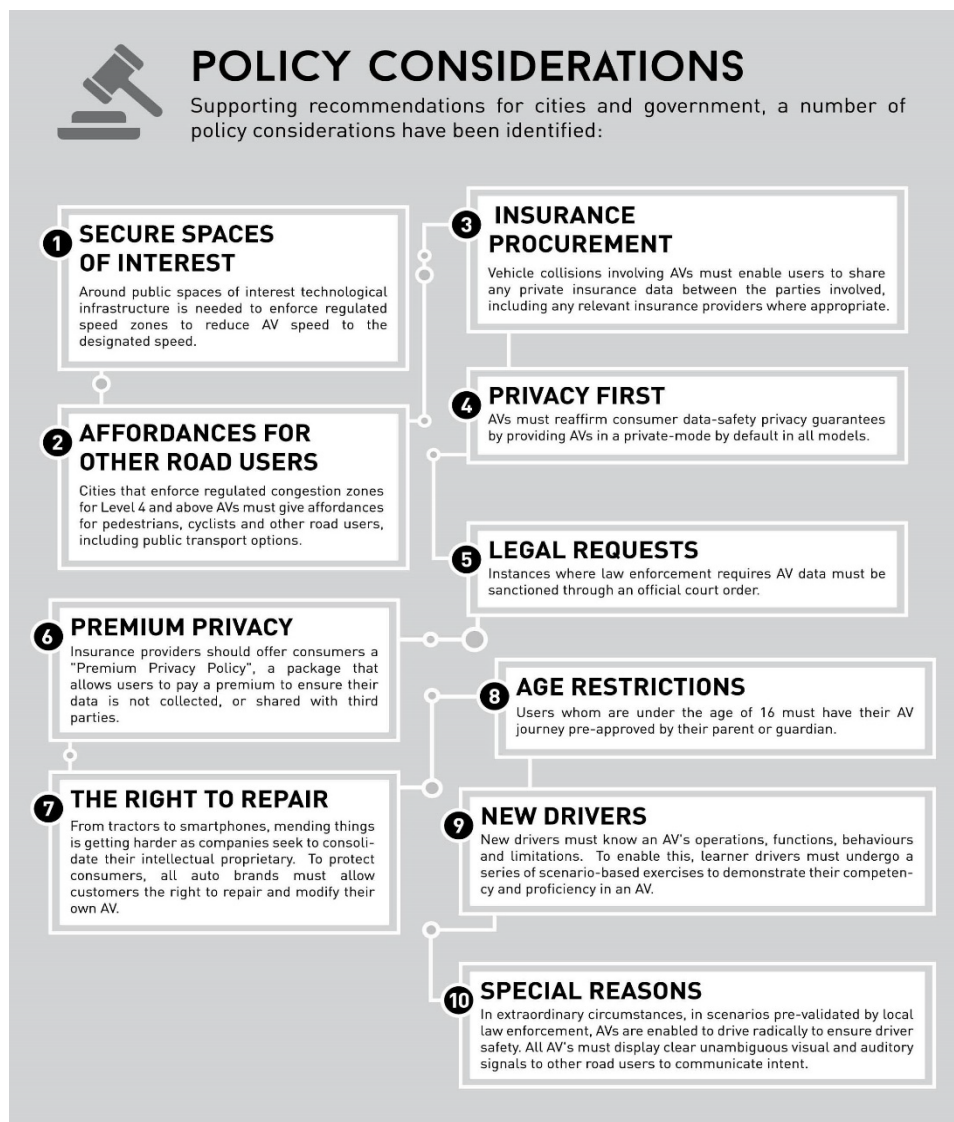 POLICY CONSIDERATIONS
Supporting recommendations for cities and government, a number of
policy considerations have been identified:
1
SECURE SPACES
OF INTEREST
Around public spaces of interest technological
infrastructure is needed to enforce regulated
speed zones to reduce AV speed to the
designated speed.
2
AFFORDANCES FOR
OTHER ROAD USERS
Cities that enforce regulated congestion zones
for Level 4 and above AVs must give affordances
for pedestrians, cyclists and other road users,
including public transport options.
3
INSURANCE
PROCUREMENT
Vehicle collisions involving AVs must enable users to share
any private insurance data between the parties involved,
including any relevant insurance providers where appropriate.
4
PRIVACY FIRST
AVs must reaffirm consumer data-safety privacy guarantees
by providing AVs in a private-mode by default in all models.
5
LEGAL REQUESTS
Instances where law enforcement requires AV data must be
sanctioned through an official court order.
6
PREMIUM PRIVACY
Insurance providers should offer consumers a
"Premium Privacy Policy", a package that
allows users to pay a premium to ensure their
data is not collected, or shared with third
parties.
7
THE RIGHT TO REPAIR
From tractors to smartphones, mending things
is getting harder as companies seek to consoli-
date their intellectual proprietary. To protect
consumers, all auto brands must allow
customers the right to repair and modify their
own AV.
8
AGE RESTRICTIONS
Users whom are under the age of 16 must have their AV
journey pre-approved by their parent or guardian.
9
NEW DRIVERS
New drivers must know an AV's operations, functions, behaviours
and limitations. To enable this, learner drivers must undergo a
series of scenario-based exercises to demonstrate their competen-
cy and proficiency in an AV.
10
SPECIAL REASONS
In extraordinary circumstances, in scenarios pre-validated by local
law enforcement, AVs are enabled to drive radically to ensure driver
safety. All AV's must display clear unambiguous visual and auditory
signals to other road users to communicate intent.